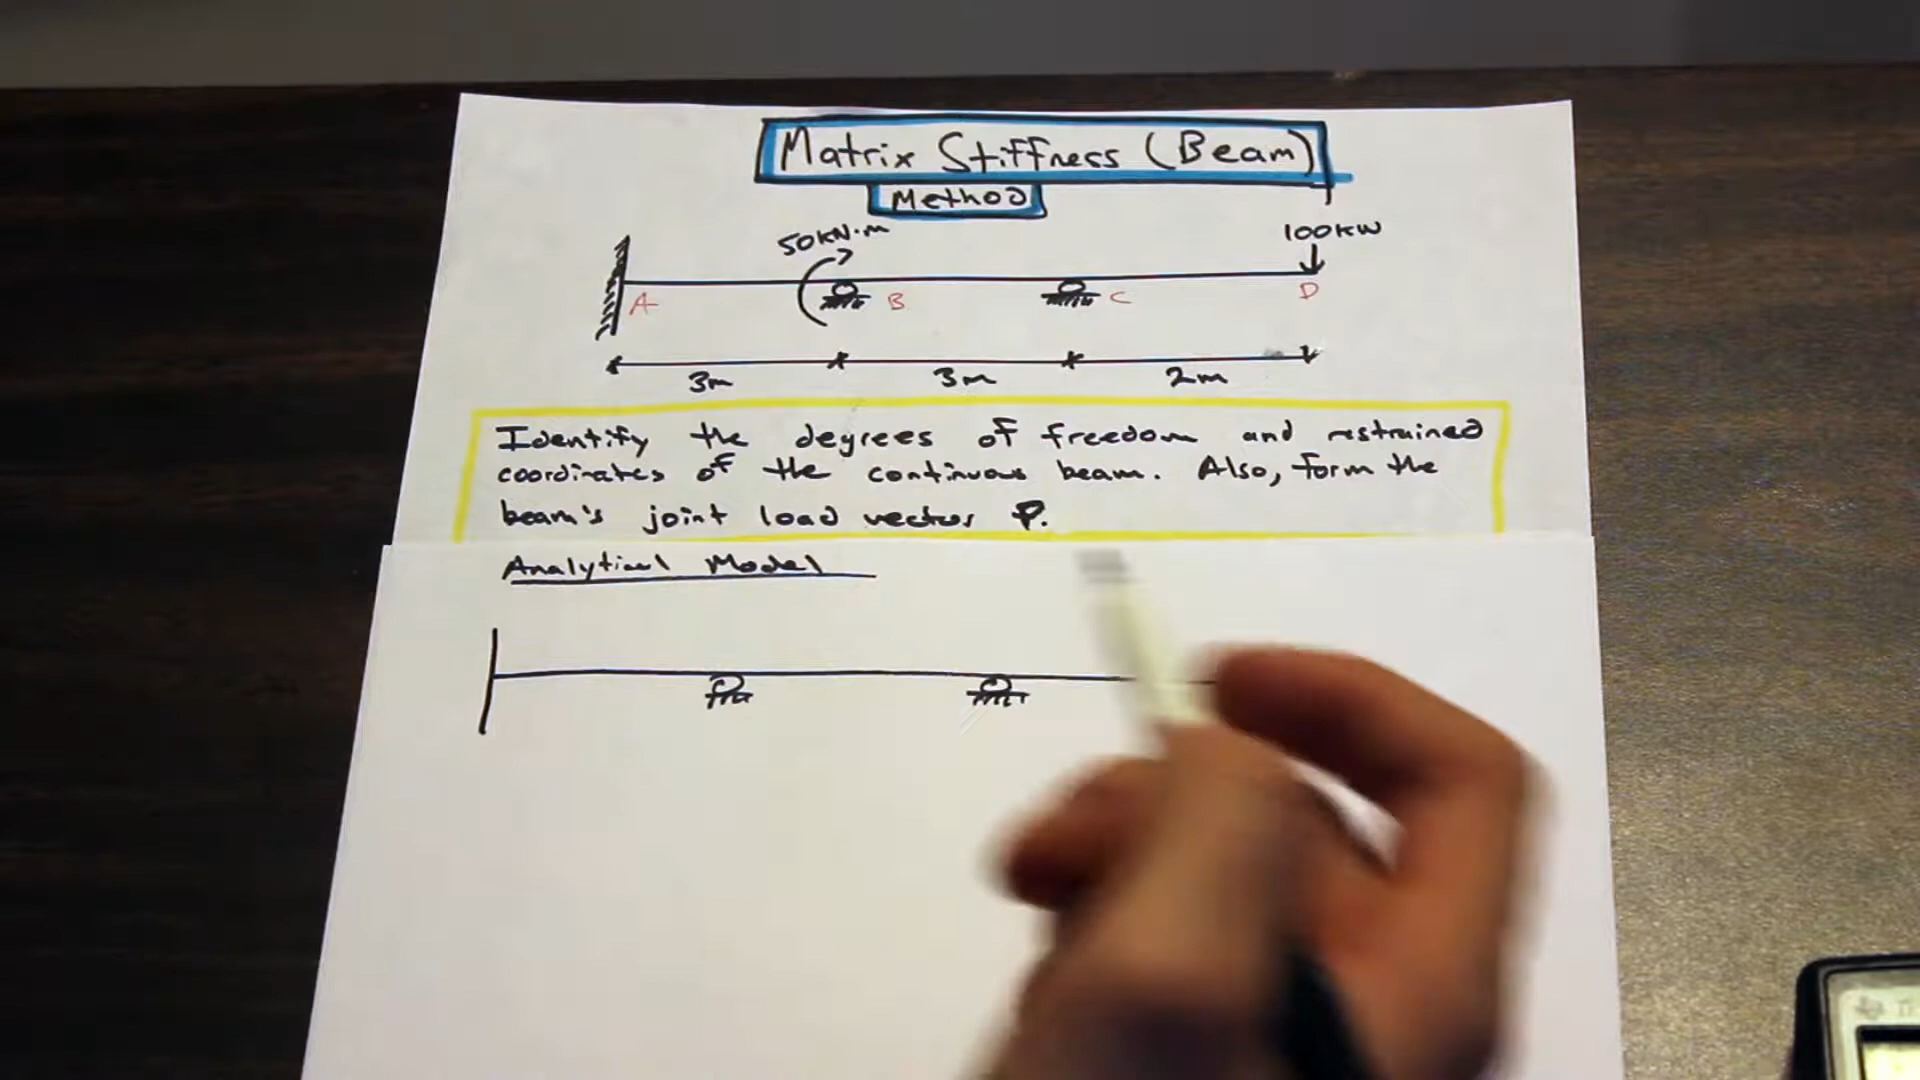 Matrix Stiffness (Beam)
Method
50KN·m
100KN
A
B
C
D
3m
3m
2m
Identify the degrees of freedom and restrained
coordinates of the continuous beam. Also, form the
beam's joint load vector P.
Analytical Model